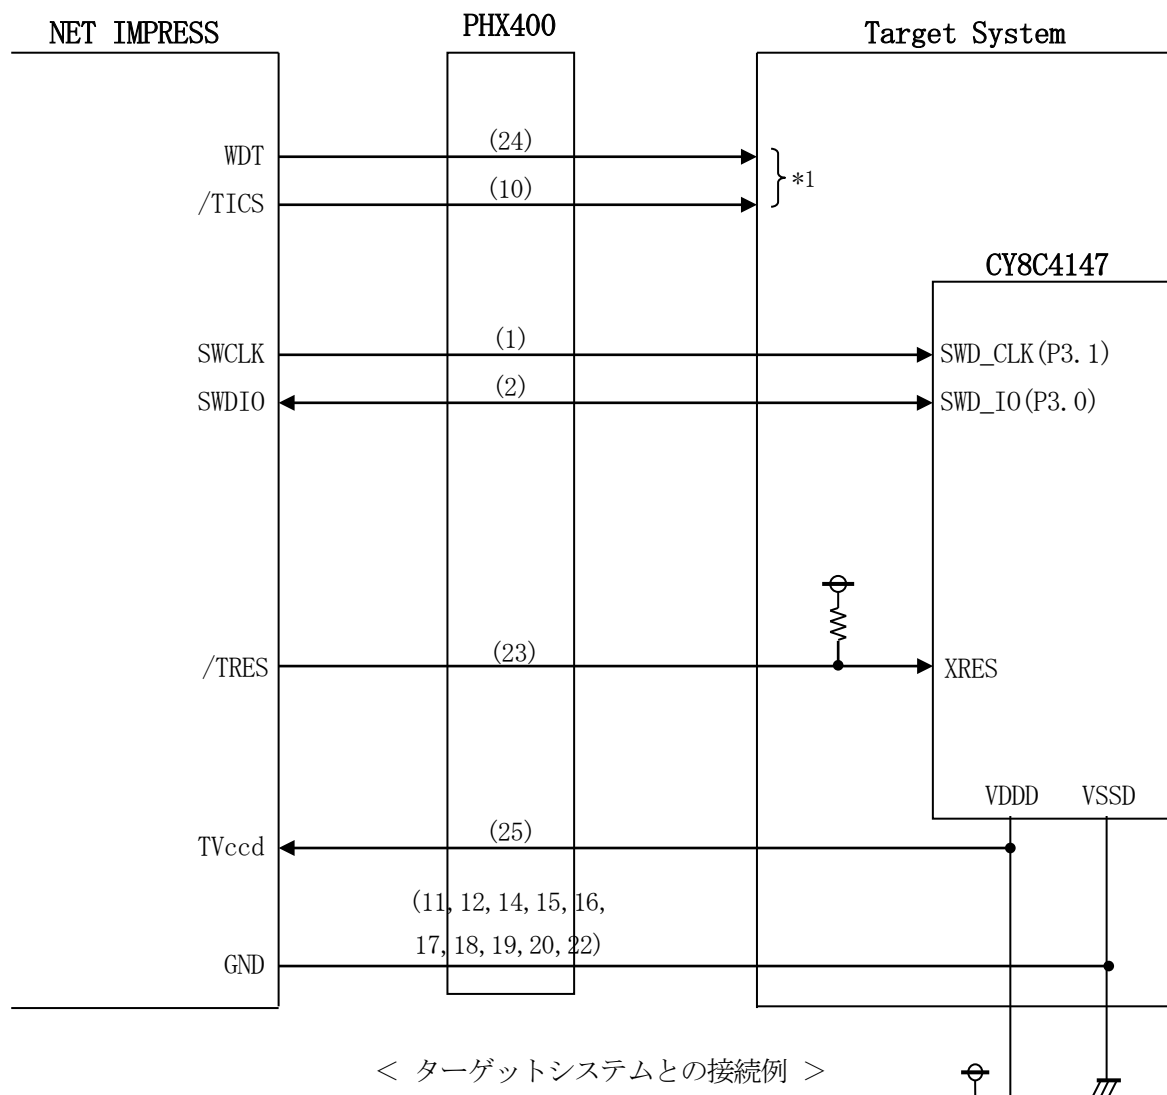 NET IMPRESS
PHX400
Target System
WDT
(24)
*1
/TICS
(10)
CY8C4147
SWCLK
(1)
SWD_CLK(P3.1)
SWDIO
(2)
SWD_IO(P3.0)
/TRES
(23)
XRES
VDDD
VSSD
TVccd
(25)
(11,12,14,15,16,
17,18,19,20,22)
GND
< ターゲットシステムとの接続例 >